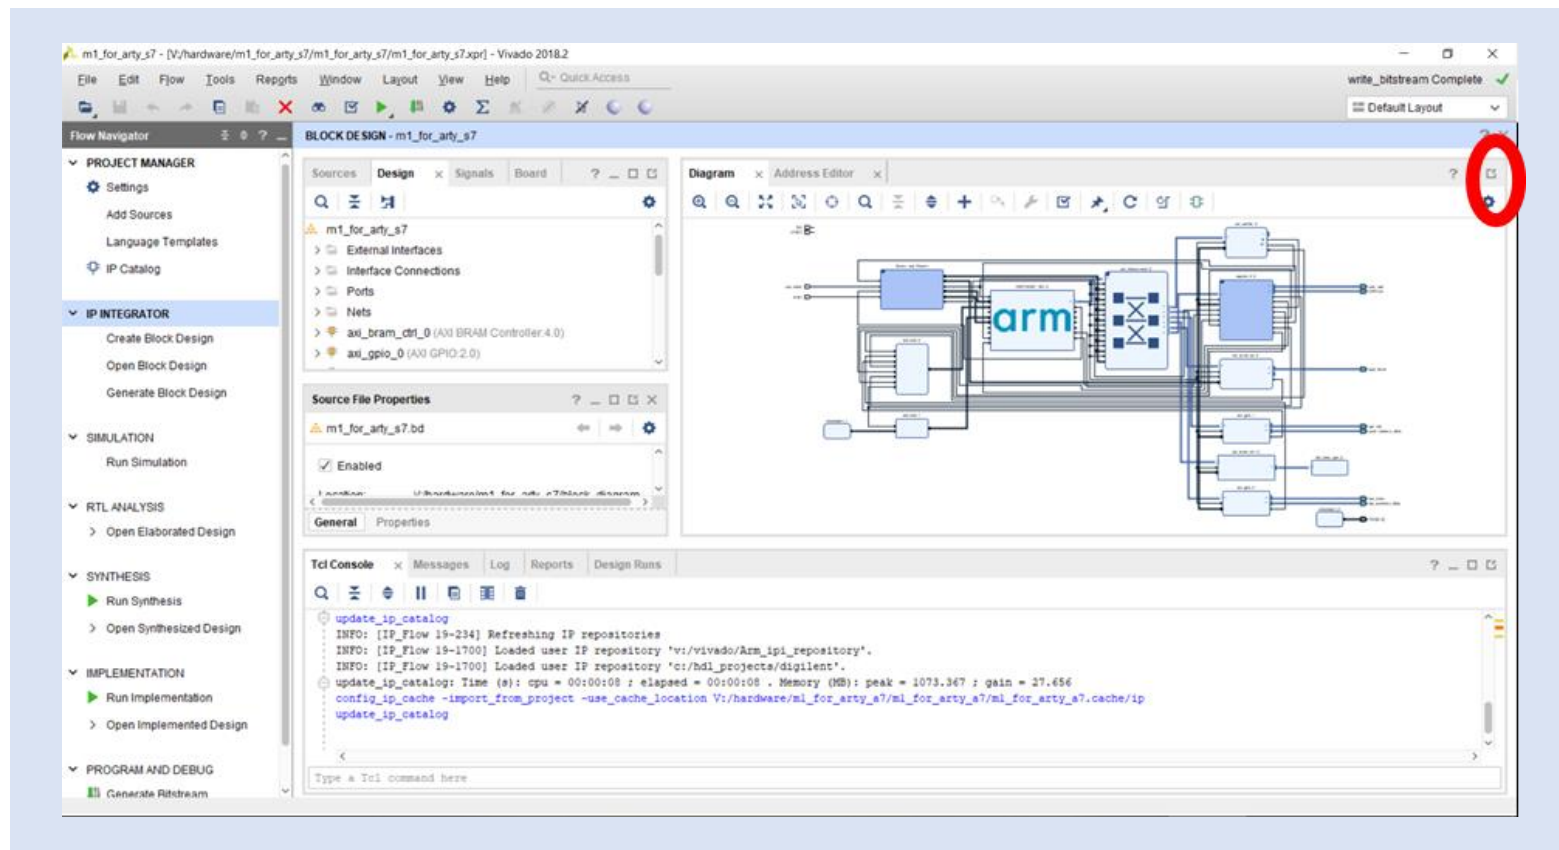 m1_for_arty_s7 - [V:/hardware/m1_for_arty_s7/m1_for_arty_s7/m1_for_arty_s7.xpr] - Vivado 2018.2
File Edit Flow Tools Reports Window Layout View Help Q- Quick Access
write_bitstream Complete
Default Layout
Flow Navigator
BLOCK DESIGN - m1_for_arty_s7
PROJECT MANAGER
Settings
Add Sources
Language Templates
IP Catalog
IP INTEGRATOR
Create Block Design
Open Block Design
Generate Block Design
SIMULATION
Run Simulation
RTL ANALYSIS
Open Elaborated Design
SYNTHESIS
Run Synthesis
Open Synthesized Design
IMPLEMENTATION
Run Implementation
Open Implemented Design
PROGRAM AND DEBUG
Generate Bitstream
Sources Design Signals Board
m1_for_arty_s7
External Interfaces
Interface Connections
Ports
Nets
axi_bram_ctrl_0 (AXI BRAM Controller:4.0)
axi_gpio_0 (AXI GPIO:2.0)
Source File Properties
m1_for_arty_s7.bd
Enabled
Location: V:/hardware/m1_for_arty_s7/block_diagram
General Properties
Diagram Address Editor
arm
Tcl Console Messages Log Reports Design Runs
update_ip_catalog
INFO: [IP_Flow 19-234] Refreshing IP repositories
INFO: [IP_Flow 19-1700] Loaded user IP repository 'v:/vivado/Arm_ipi_repository'.
INFO: [IP_Flow 19-1700] Loaded user IP repository 'c:/hdl_projects/digilent'.
update_ip_catalog: Time (s): cpu = 00:00:08 ; elapsed = 00:00:08 . Memory (MB): peak = 1073.367 ; gain = 27.656
config_ip_cache -import_from_project -use_cache_location V:/hardware/m1_for_arty_a7/m1_for_arty_a7/m1_for_arty_a7.cache/ip
update_ip_catalog
Type a Tcl command here